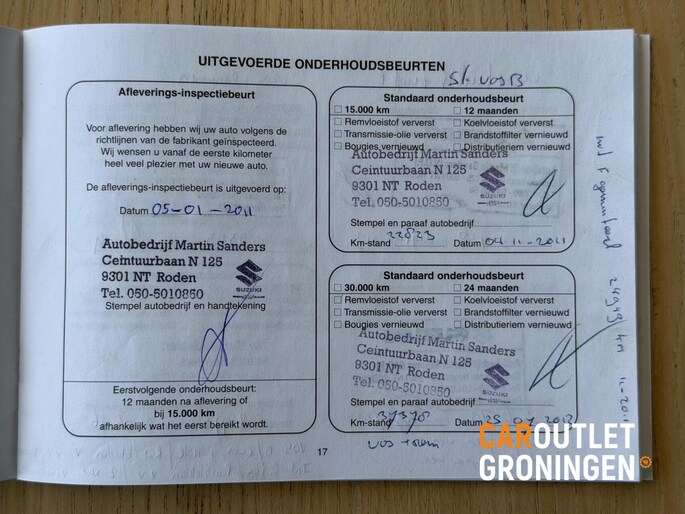 UITGEVOERDE ONDERHOUDSBEURTEN
Afleverings-inspectiebeurt
Voor aflevering hebben wij uw auto volgens de
richtlijnen van de fabrikant geïnspecteerd.
Wij wensen u vanaf de eerste kilometer
heel veel plezier met uw nieuwe auto.
De afleverings-inspectiebeurt is uitgevoerd op:
Datum 05-01-2011
Autobedrijf Martin Sanders
Ceintuurbaan N 125
9301 NT Roden
Tel. 050-5010850
SUZUKI
Stempel autobedrijf en handtekening
Eerstvolgende onderhoudsbeurt:
12 maanden na aflevering of
bij 15.000 km
afhankelijk wat het eerst bereikt wordt.
Standaard onderhoudsbeurt
15.000 km 12 maanden
Remvloeistof ververst Koelvloeistof ververst
Transmissie-olie ververst Brandstoffilter vernieuwd
Bougies vernieuwd Distributieriem vernieuwd
Autobedrijf Martin Sanders
Ceintuurbaan N 125
9301 NT Roden
Tel. 050-5010850
SUZUKI
Stempel en paraaf autobedrijf
Km-stand 22823 Datum 04 11-2011
Standaard onderhoudsbeurt
30.000 km 24 maanden
Remvloeistof ververst Koelvloeistof ververst
Transmissie-olie ververst Brandstoffilter vernieuwd
Bougies vernieuwd Distributieriem vernieuwd
Autobedrijf Martin Sanders
Ceintuurbaan N 125
9301 NT Roden
Tel. 050-5010850
SUZUKI
Stempel en paraaf autobedrijf
Km-stand Datum
17
CAROUTLET
GRONINGEN